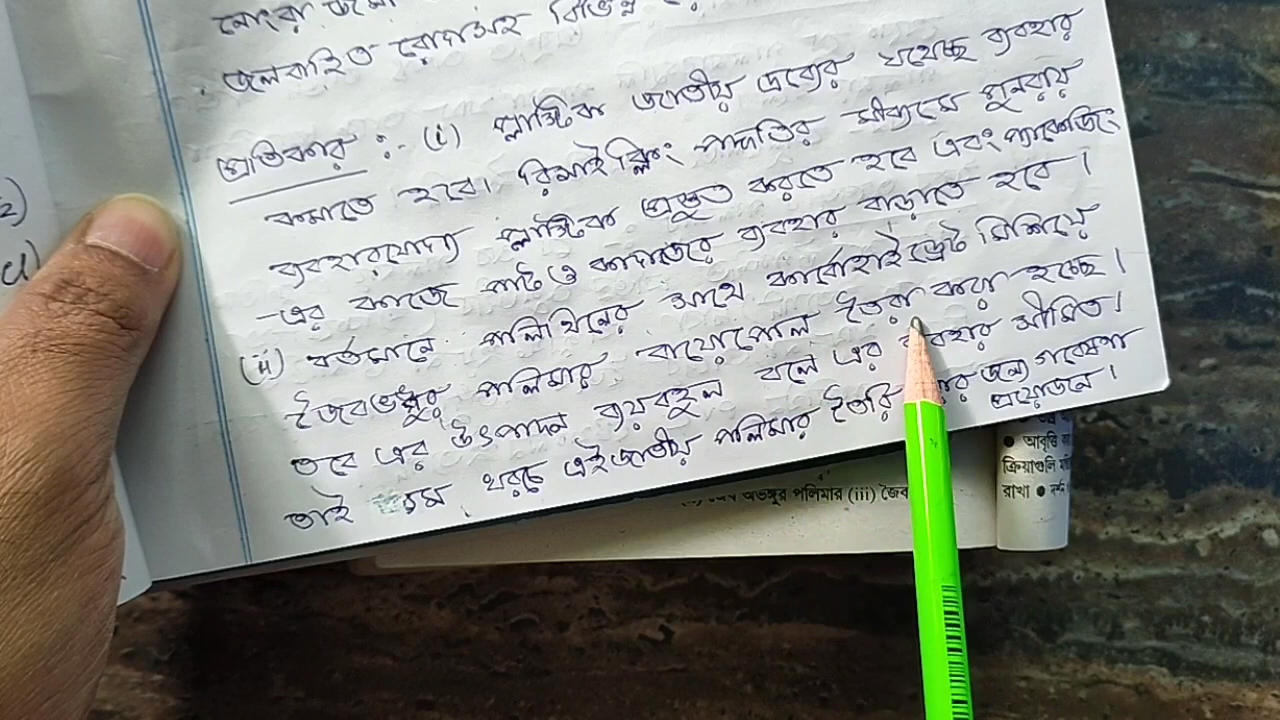 নোংরা জমা
জলবাহিত রোগসহ বিভিন্ন
প্রতিকার :- (i) প্লাস্টিক জাতীয় দ্রব্যের যথেচ্ছ ব্যবহার
কমাতে হবে। রিসাইক্লিং পদ্ধতির মাধ্যমে পুনরায়
ব্যবহারযোগ্য প্লাস্টিক প্রস্তুত করতে হবে এবং প্যাকেজিং
-এর কাজে পাট ও কাগজের ব্যবহার বাড়াতে হবে।
(ii) বর্তমানে পলিথিনের সাথে কার্বোহাইড্রেট মিশিয়ে
জৈবভঙ্গুর পলিমার বায়োপোল তৈরা করা হচ্ছে।
তবে এর উৎপাদন ব্যয়বহুল বলে এর ব্যবহার সীমিত।
তাই কম খরচে এইজাতীয় পলিমার তৈরি জন্য গবেষণা
প্রয়োজন।
2)
আবৃত্তি
ক্রিয়াগুলি
রাখা
অভঙ্গুর পলিমার (iii) জৈব